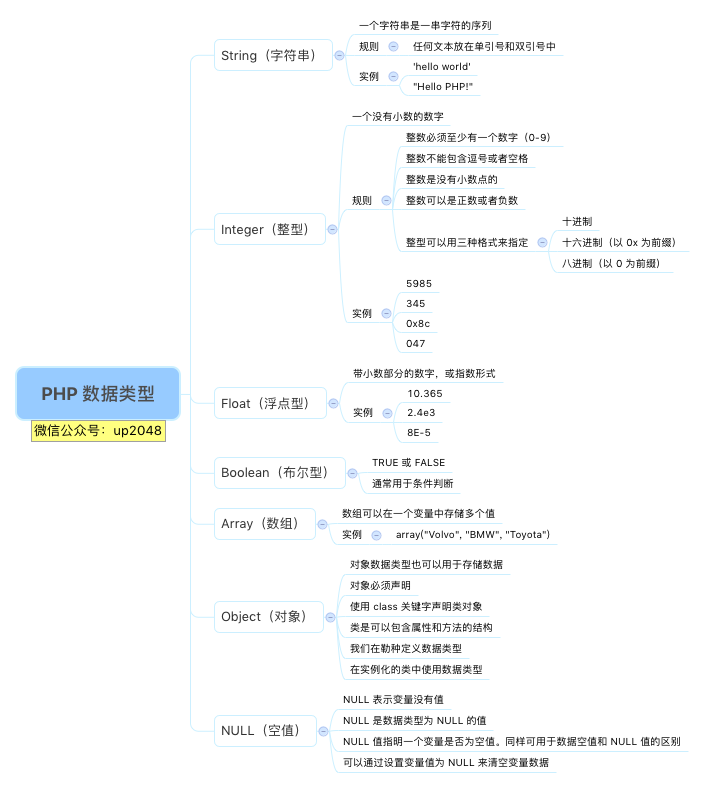 PHP 数据类型
微信公众号：up2048
String（字符串）
一个字符串是一串字符的序列
规则
任何文本放在单引号和双引号中
实例
'hello world'
"Hello PHP!"
Integer（整型）
一个没有小数的数字
规则
整数必须至少有一个数字（0-9）
整数不能包含逗号或者空格
整数是没有小数点的
整数可以是正数或者负数
整型可以用三种格式来指定
十进制
十六进制（以 0x 为前缀）
八进制（以 0 为前缀）
实例
5985
345
0x8c
047
Float（浮点型）
带小数部分的数字，或指数形式
实例
10.365
2.4e3
8E-5
Boolean（布尔型）
TRUE 或 FALSE
通常用于条件判断
Array（数组）
数组可以在一个变量中存储多个值
实例
array("Volvo", "BMW", "Toyota")
Object（对象）
对象数据类型也可以用于存储数据
对象必须声明
使用 class 关键字声明类对象
类是可以包含属性和方法的结构
我们在勒种定义数据类型
在实例化的类中使用数据类型
NULL（空值）
NULL 表示变量没有值
NULL 是数据类型为 NULL 的值
NULL 值指明一个变量是否为空值。同样可用于数据空值和 NULL 值的区别
可以通过设置变量值为 NULL 来清空变量数据